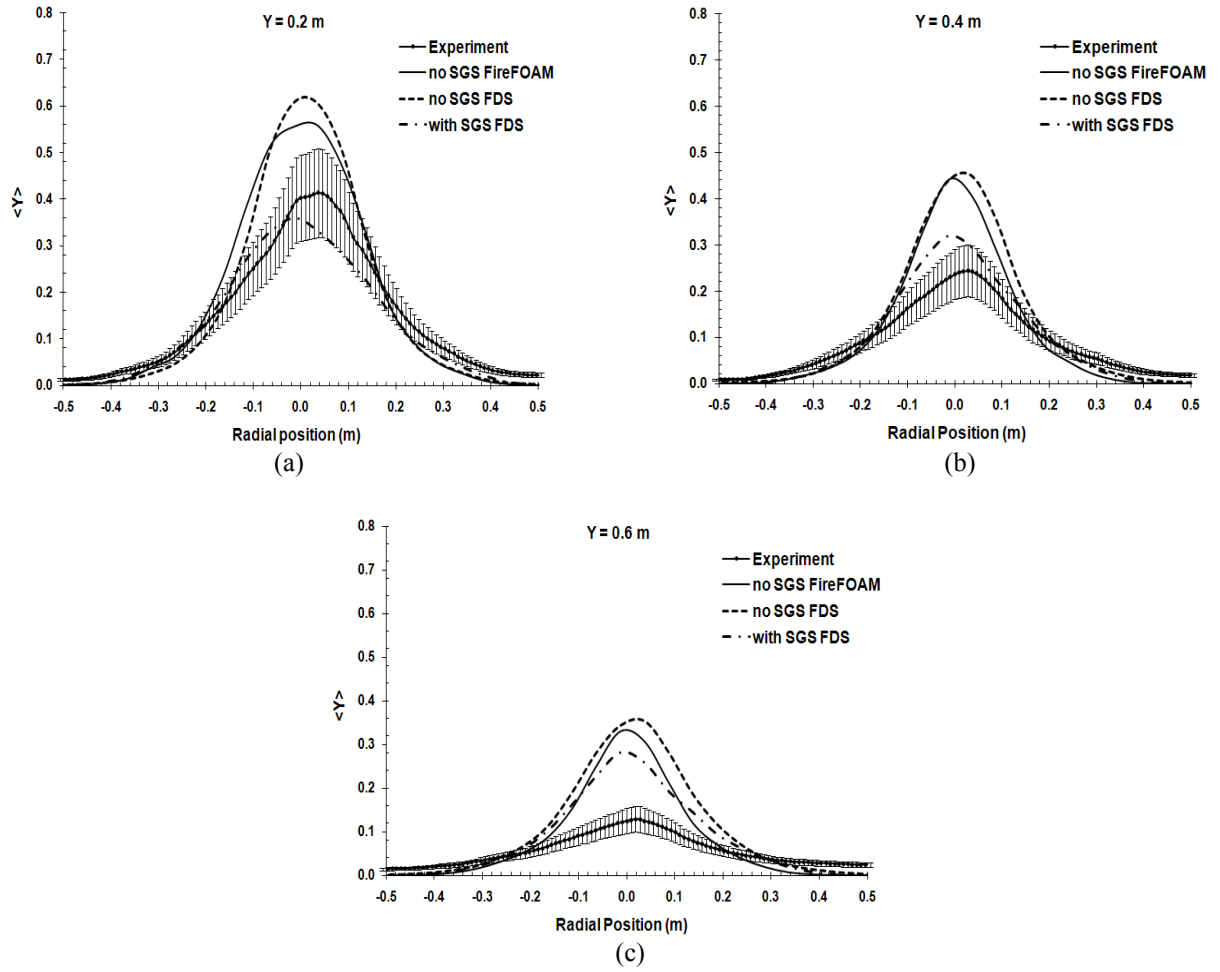 Y = 0.2 m
Experiment
no SGS FireFOAM
no SGS FDS
with SGS FDS
0.8
0.7
0.6
0.5
0.4
0.3
0.2
0.1
0.0
<Y>
-0.5 -0.4 -0.3 -0.2 -0.1 0.0 0.1 0.2 0.3 0.4 0.5
Radial position (m)
(a)
Y = 0.4 m
Experiment
no SGS FireFOAM
no SGS FDS
with SGS FDS
0.8
0.7
0.6
0.5
0.4
0.3
0.2
0.1
0.0
<Y>
-0.5 -0.4 -0.3 -0.2 -0.1 0.0 0.1 0.2 0.3 0.4 0.5
Radial Position (m)
(b)
Y = 0.6 m
Experiment
no SGS FireFOAM
no SGS FDS
with SGS FDS
0.8
0.7
0.6
0.5
0.4
0.3
0.2
0.1
0.0
<Y>
-0.5 -0.4 -0.3 -0.2 -0.1 0.0 0.1 0.2 0.3 0.4 0.5
Radial Position (m)
(c)